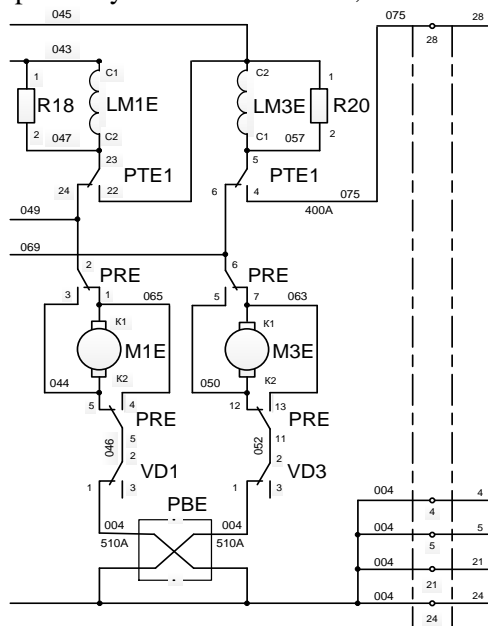 045
075
28
28
043
1
C1
C2
1
R18
LM1E
LM3E
R20
2
047
C2
C1
057
2
23
5
PTE1
PTE1
24
22
6
4
075
049
400A
069
2
6
PRE
PRE
3
1
065
5
7
063
K1
K1
M1E
M3E
044
K2
050
K2
5
4
12
13
PRE
PRE
046
5
052
11
2
2
VD1
VD3
1
3
1
3
PBE
004
004
510A
510A
004
4
4
004
5
5
004
21
21
004
24
24